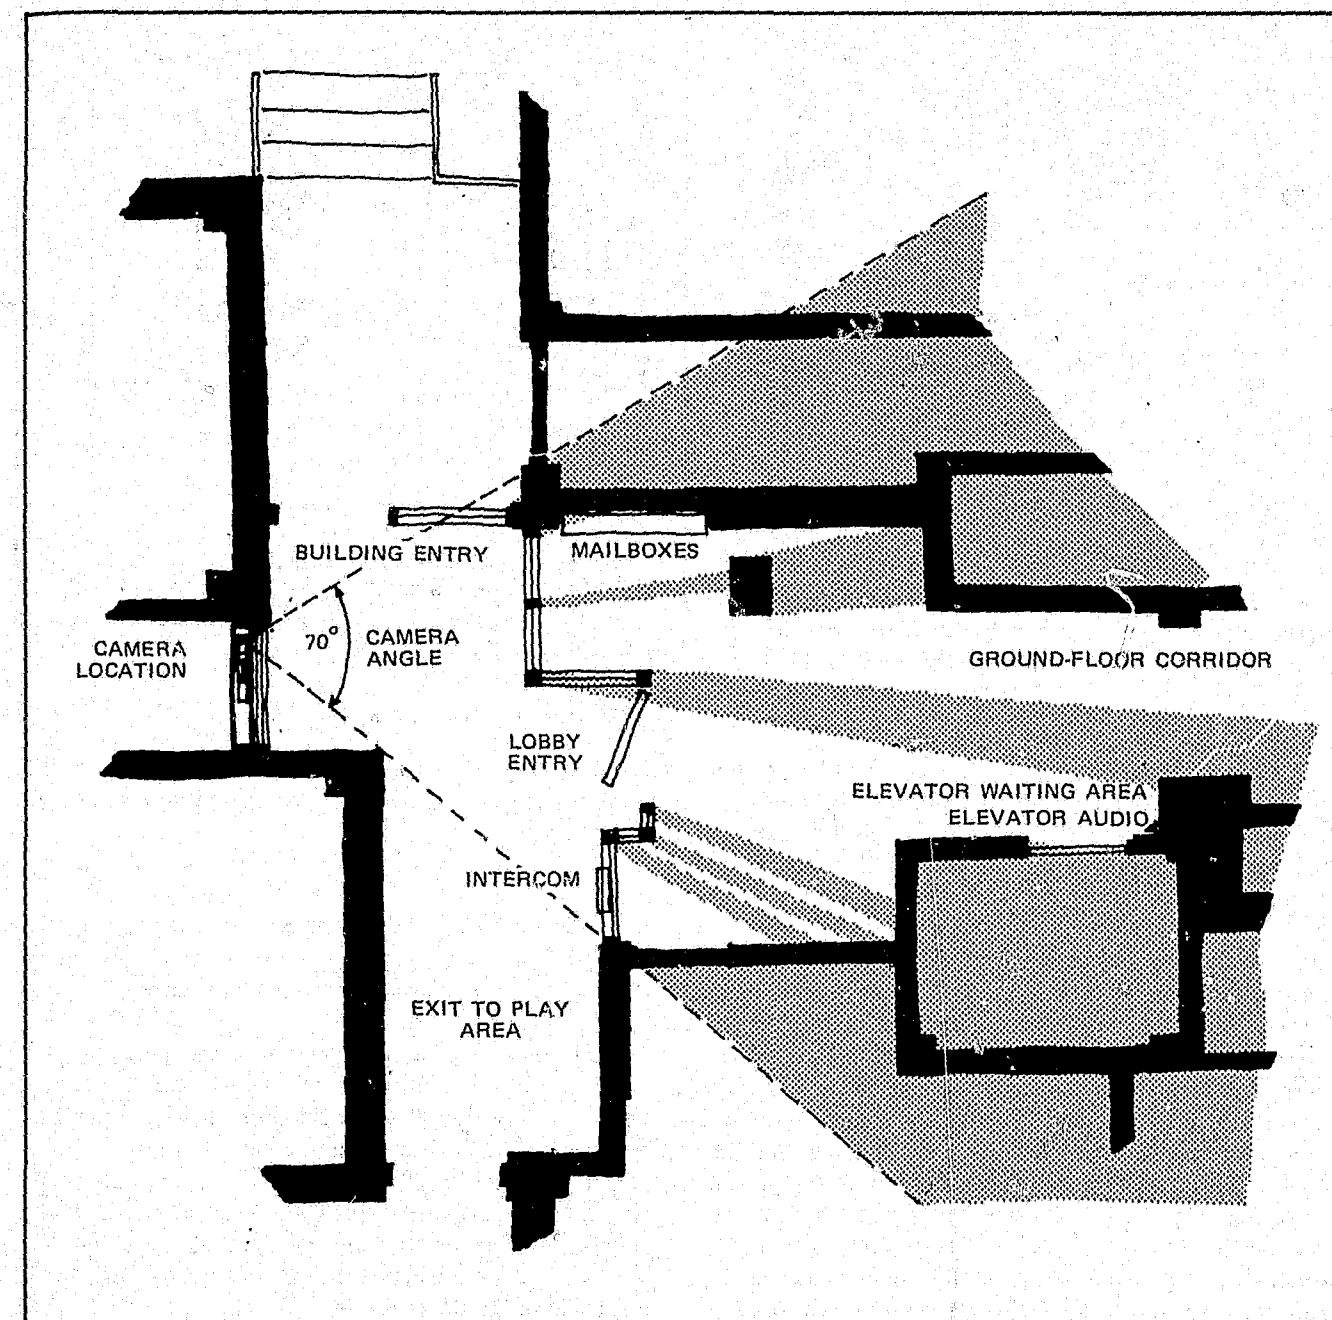 BUILDING ENTRY
MAILBOXES
70°
CAMERA
ANGLE
CAMERA
LOCATION
GROUND-FLOOR CORRIDOR
LOBBY
ENTRY
ELEVATOR WAITING AREA
ELEVATOR AUDIO
INTERCOM
EXIT TO PLAY
AREA